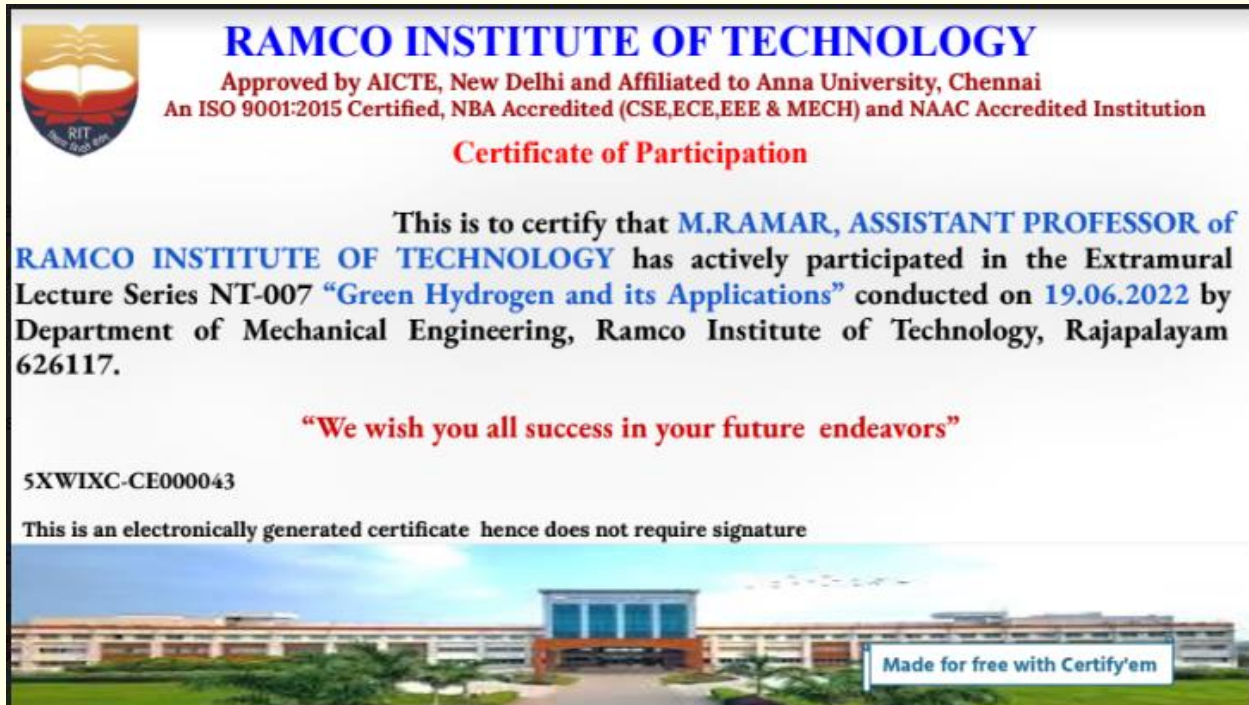 RAMCO INSTITUTE OF TECHNOLOGY
Approved by AICTE, New Delhi and Affiliated to Anna University, Chennai
An ISO 9001:2015 Certified, NBA Accredited (CSE,ECE,EEE & MECH) and NAAC Accredited Institution
RIT
Certificate of Participation
This is to certify that M.RAMAR, ASSISTANT PROFESSOR of
RAMCO INSTITUTE OF TECHNOLOGY has actively participated in the Extramural
Lecture Series NT-007 “Green Hydrogen and its Applications” conducted on 19.06.2022 by
Department of Mechanical Engineering, Ramco Institute of Technology, Rajapalayam
626117.
“We wish you all success in your future endeavors”
5XWIXC-CE000043
This is an electronically generated certificate hence does not require signature
Made for free with Certify'em